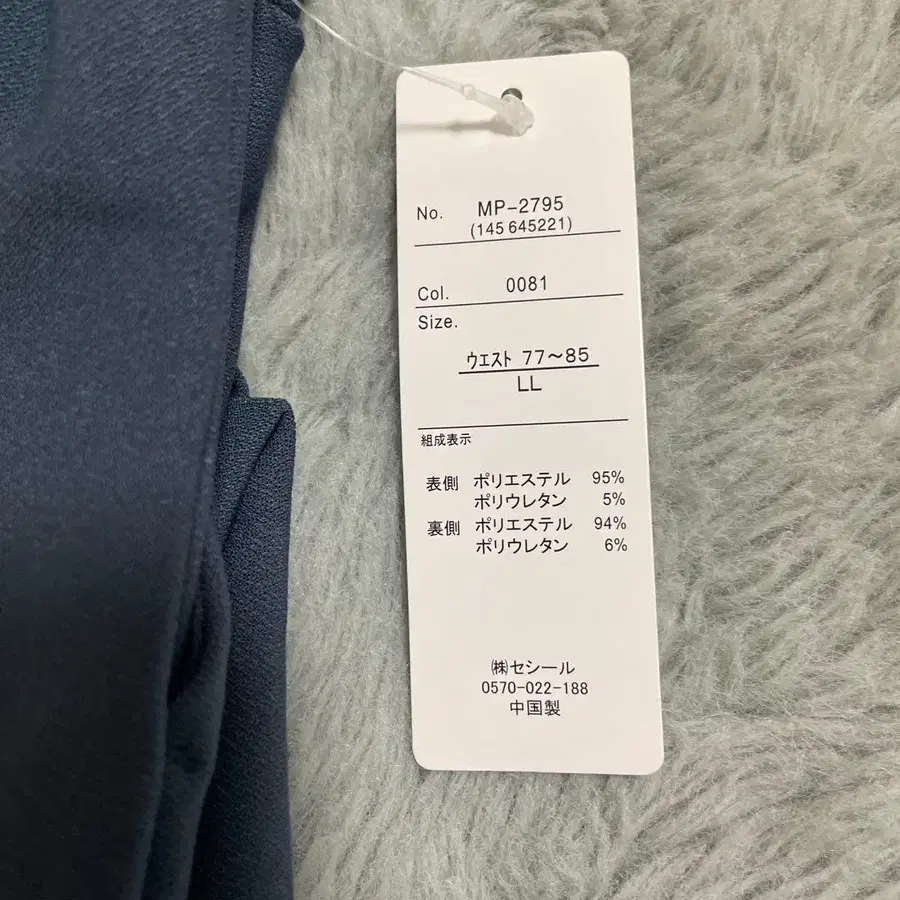 No. MP-2795
(145 645221)
Col. 0081
Size.
ウエスト 77～85
LL
組成表示
表側 ポリエステル 95%
ポリウレタン 5%
裏側 ポリエステル 94%
ポリウレタン 6%
㈱セシール
0570-022-188
中国製